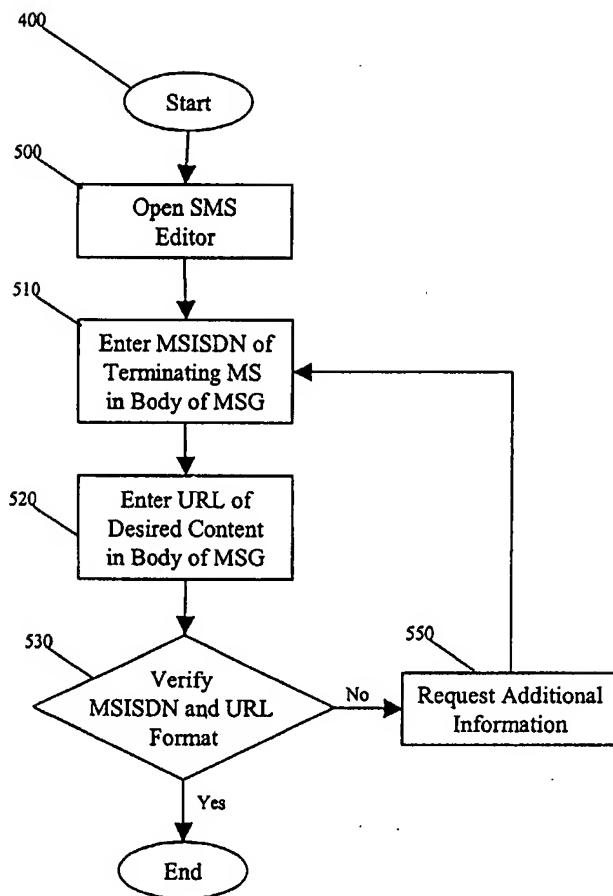 400
Start
500
Open SMS
Editor
510
Enter MSISDN of
Terminating MS
in Body of MSG
520
Enter URL of
Desired Content
in Body of MSG
530
Verify
MSISDN and URL
Format
No
550
Request Additional
Information
Yes
End